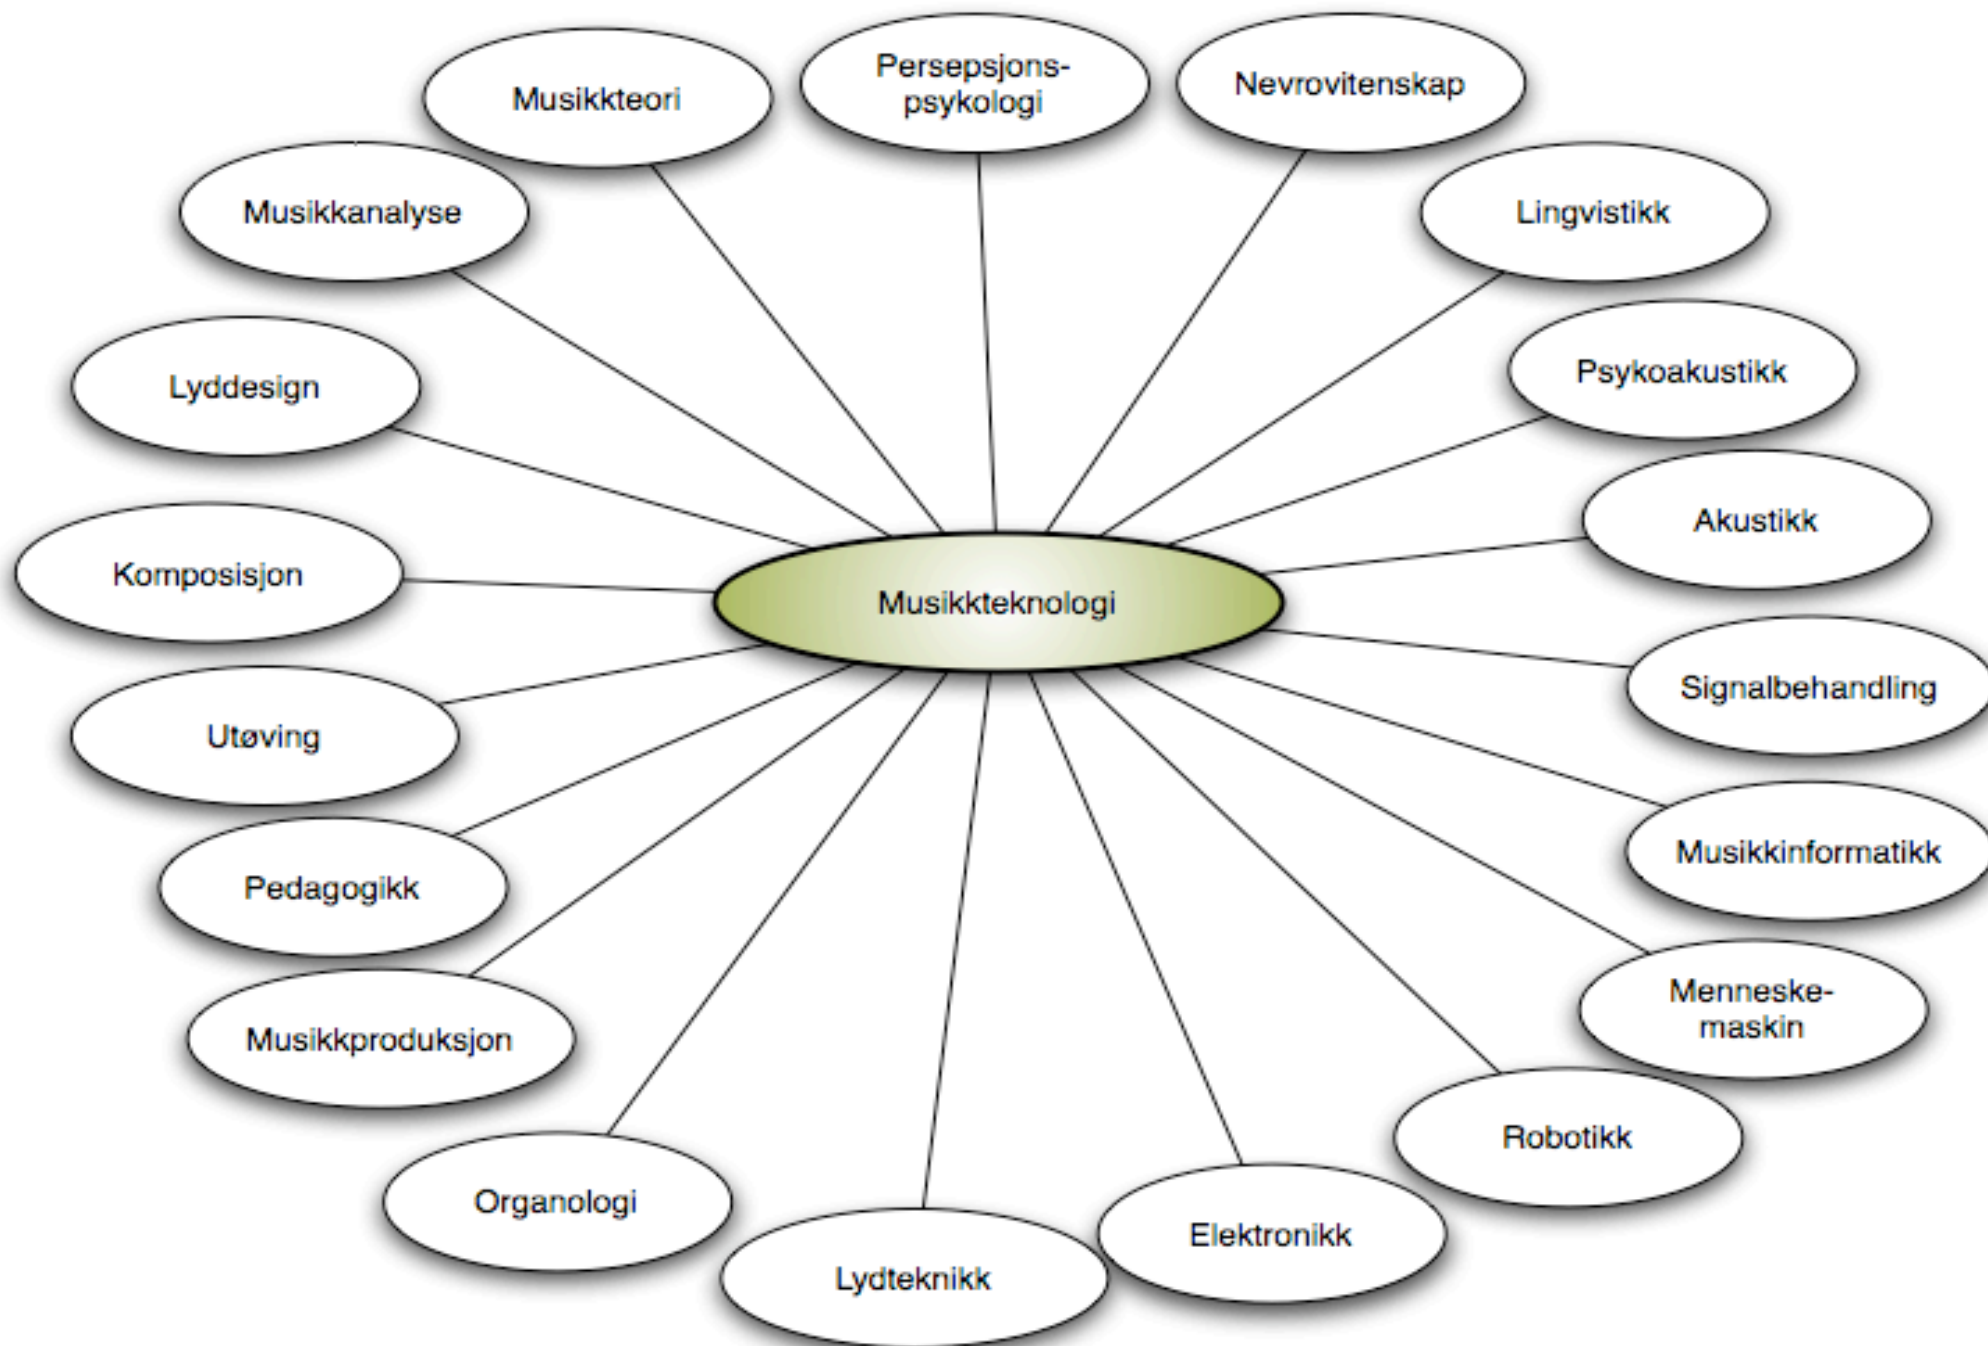 Persepsjons-
psykologi
Nevrovitenskap
Musikkteori
Musikkanalyse
Lingvistikk
Psykoakustikk
Lyddesign
Akustikk
Komposisjon
Musikkteknologi
Signalbehandling
Utøving
Musikkinformatikk
Pedagogikk
Menneske-
maskin
Musikkproduksjon
Robotikk
Organologi
Elektronikk
Lydteknikk